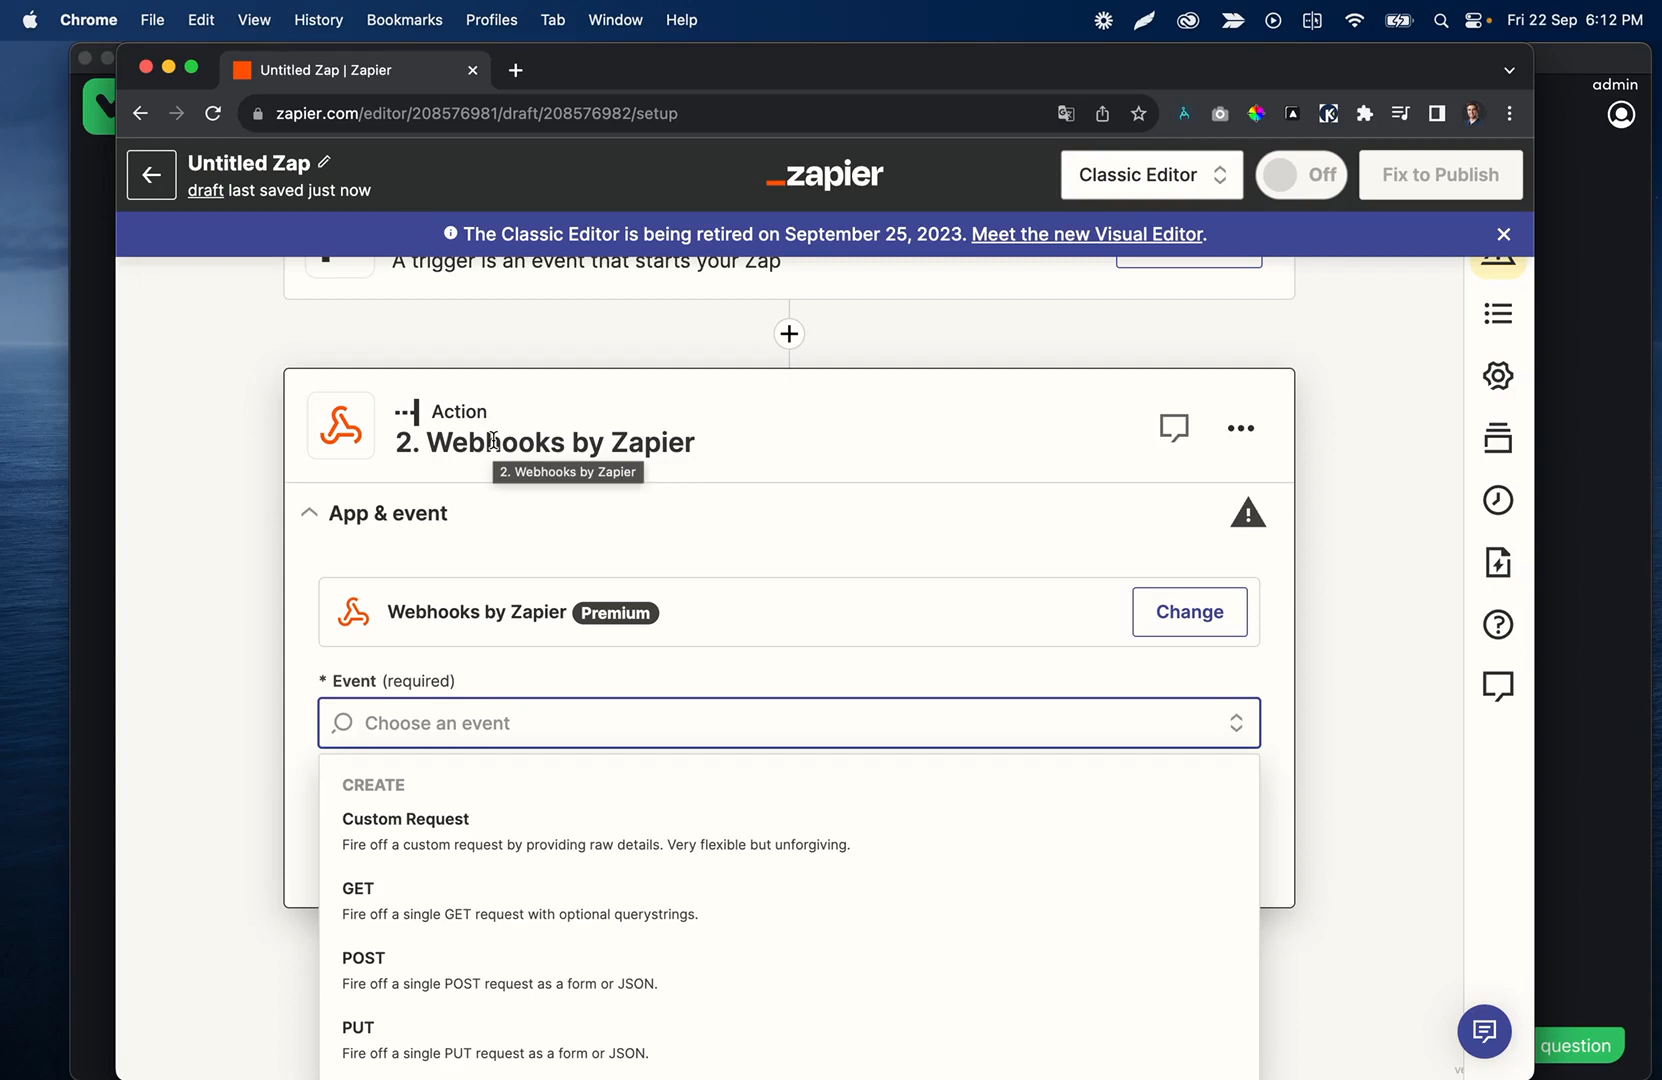 Chrome File Edit View History Bookmarks Profiles Tab Window Help Fri 22 Sep 6:12 PM
Untitled Zap | Zapier
admin
zapier.com/editor/208576981/draft/208576982/setup
Untitled Zap
draft last saved just now
_zapier
Classic Editor
Off
Fix to Publish
The Classic Editor is being retired on September 25, 2023. Meet the new Visual Editor.
A trigger is an event that starts your Zap
Action
2. Webhooks by Zapier
2. Webhooks by Zapier
App & event
Webhooks by Zapier Premium
Change
* Event (required)
Choose an event
CREATE
Custom Request
Fire off a custom request by providing raw details. Very flexible but unforgiving.
GET
Fire off a single GET request with optional querystrings.
POST
Fire off a single POST request as a form or JSON.
PUT
Fire off a single PUT request as a form or JSON.
question